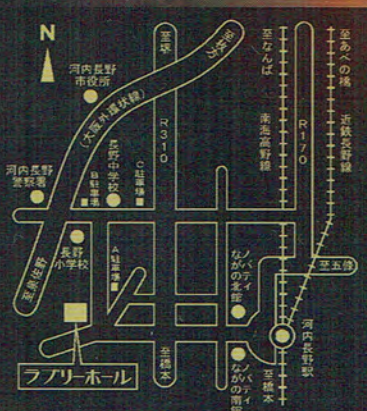 N
至堺
至枚方
至なんば
至あべの橋
河内長野
市役所
(大阪外環状線)
R310
南海高野線
R170
近鉄長野線
長野中学校
B駐車場
C駐車場
河内長野
警察署
長野
小学校
A駐車場
至泉佐野
ノバティ
ながの北館
至五條
河内長野駅
ラブリーホール
至橋本
ノバティ
ながの南館
至橋本